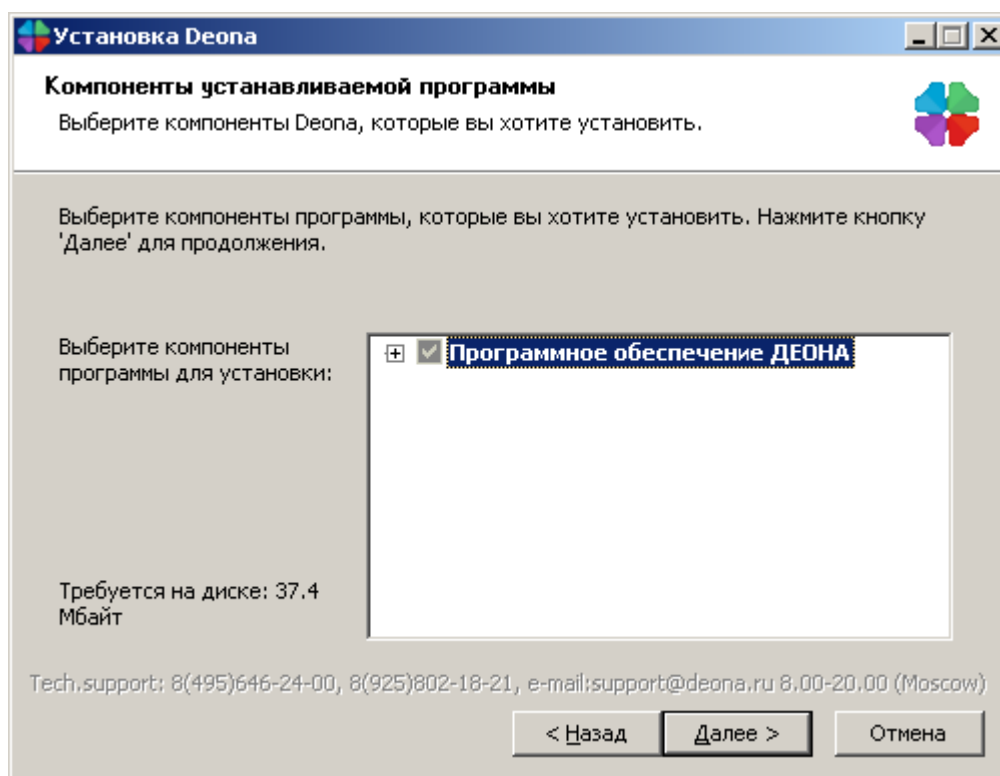 Установка Deona
Компоненты устанавливаемой программы
Выберите компоненты Deona, которые вы хотите установить.
Выберите компоненты программы, которые вы хотите установить. Нажмите кнопку
'Далее' для продолжения.
Выберите компоненты
программы для установки:
Программное обеспечение ДЕОНА
Требуется на диске: 37.4
Мбайт
Tech.support: 8(495)646-24-00, 8(925)802-18-21, e-mail:support@deona.ru 8.00-20.00 (Moscow)
< Назад
Далее >
Отмена